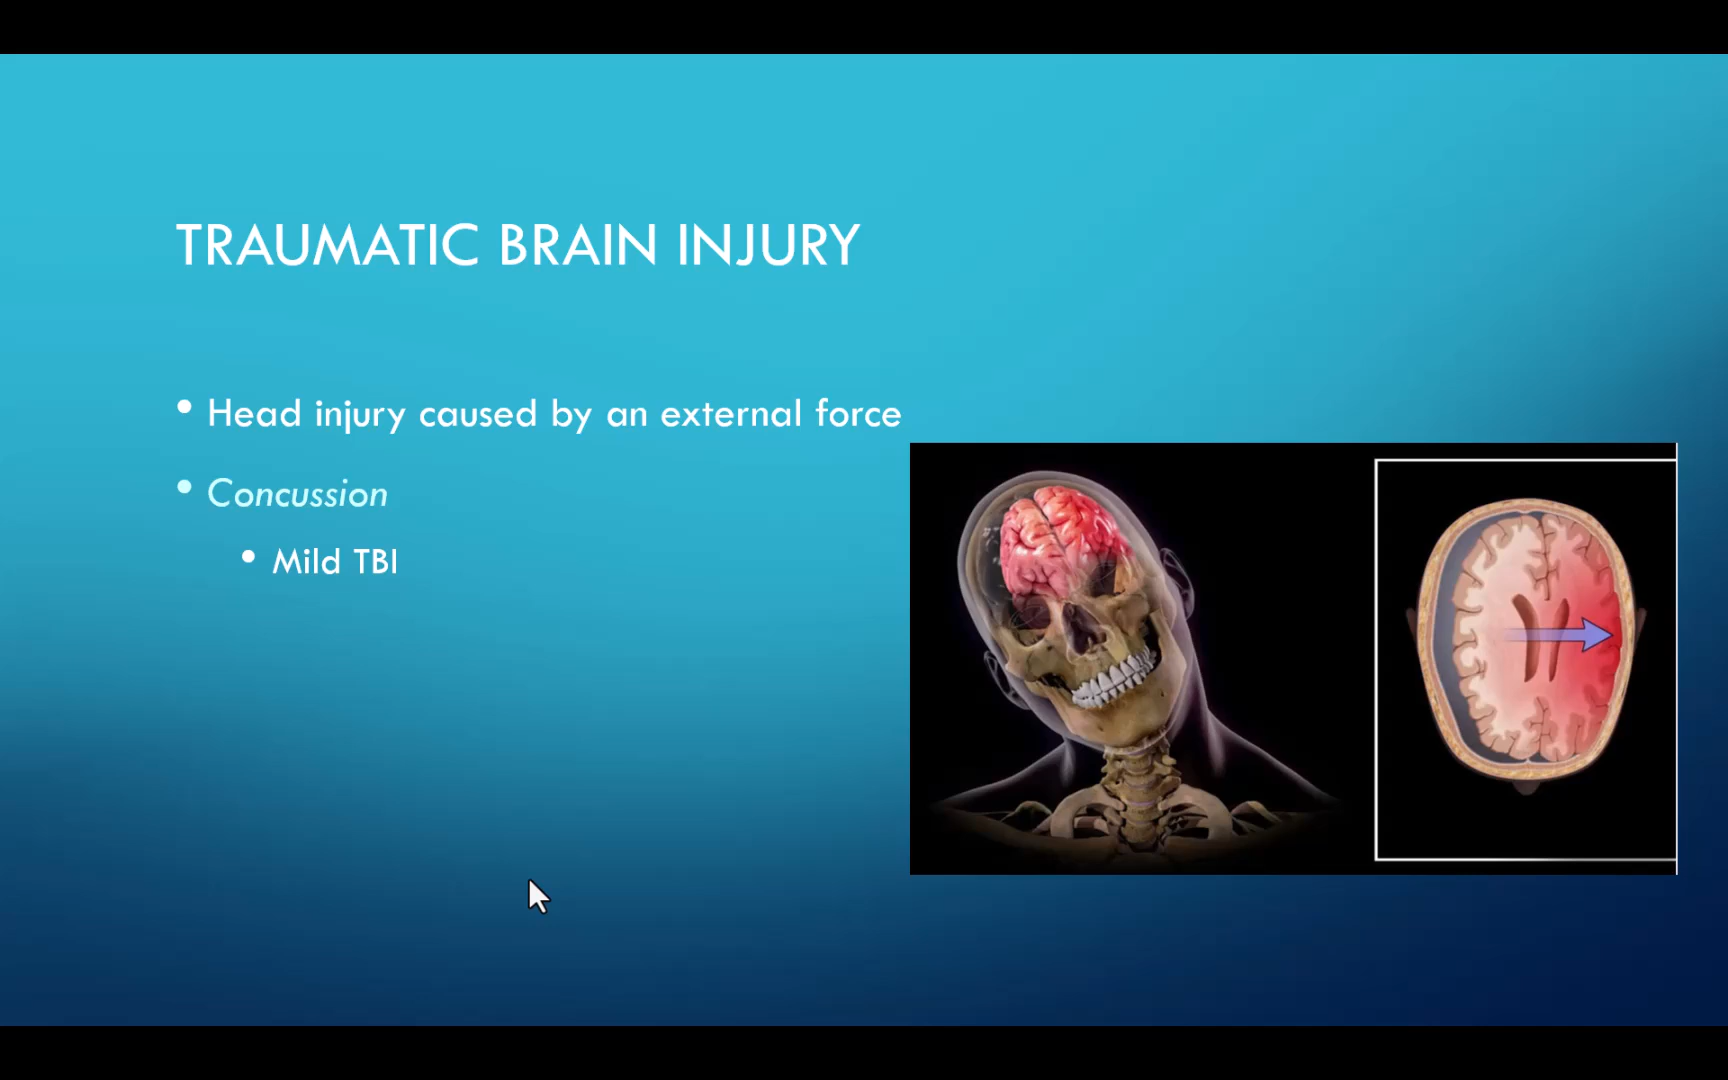 TRAUMATIC BRAIN INJURY
• Head injury caused by an external force
• Concussion
• Mild TBI